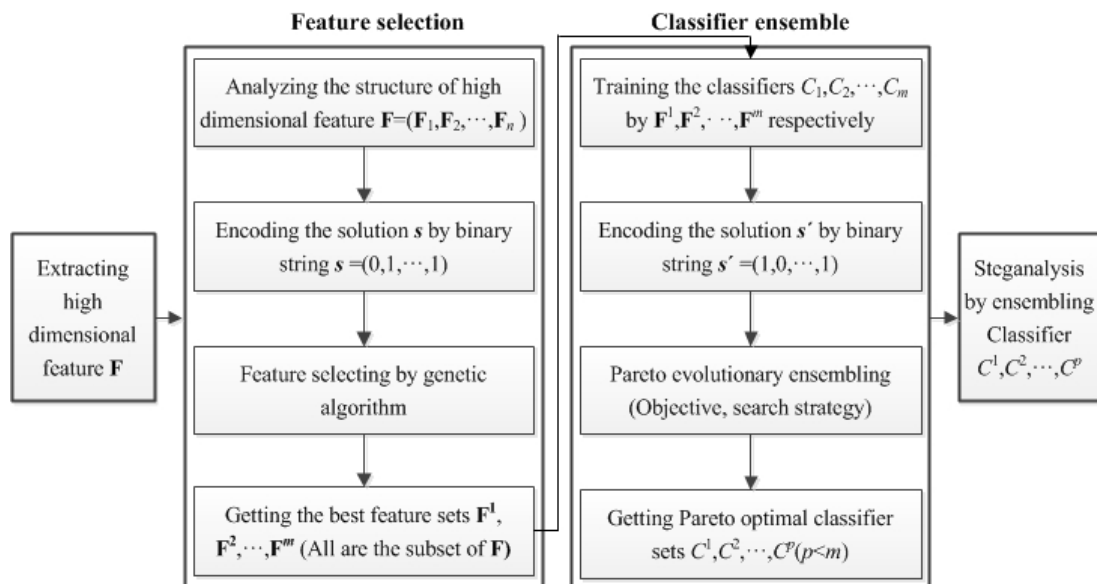 Feature selection
Classifier ensemble
Extracting
high
dimensional
feature F
Analyzing the structure of high
dimensional feature F=(F₁,F₂,⋯,Fₙ )
Encoding the solution s by binary
string s =(0,1,⋯,1)
Feature selecting by genetic
algorithm
Getting the best feature sets F¹,
F²,⋯,Fᵐ (All are the subset of F)
Training the classifiers C₁,C₂,⋯,Cₘ
by F¹,F²,⋯,Fᵐ respectively
Encoding the solution s´ by binary
string s´ =(1,0,⋯,1)
Pareto evolutionary ensembling
(Objective, search strategy)
Getting Pareto optimal classifier
sets C¹,C²,⋯,Cᵖ(p<m)
Steganalysis
by ensembling
Classifier
C¹,C²,⋯,Cᵖ